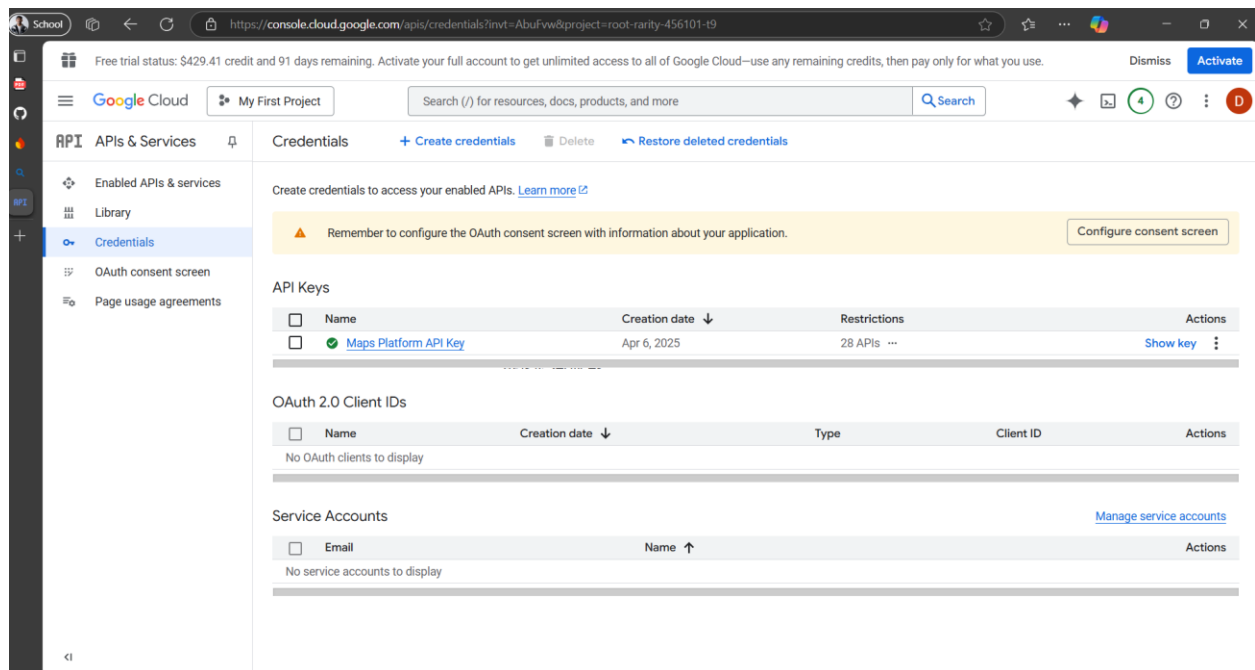 School
https://console.cloud.google.com/apis/credentials?invt=AbuFvw&project=root-rarity-456101-t9
Free trial status: $429.41 credit and 91 days remaining. Activate your full account to get unlimited access to all of Google Cloud—use any remaining credits, then pay only for what you use.
Dismiss
Activate
Google Cloud
My First Project
Search (/) for resources, docs, products, and more
Search
4
D
API APIs & Services
Credentials
+ Create credentials
Delete
Restore deleted credentials
Enabled APIs & services
Library
Credentials
OAuth consent screen
Page usage agreements
API
Create credentials to access your enabled APIs. Learn more
Remember to configure the OAuth consent screen with information about your application.
Configure consent screen
API Keys
Name Creation date Restrictions Actions
Maps Platform API Key Apr 6, 2025 28 APIs ... Show key
OAuth 2.0 Client IDs
Name Creation date Type Client ID Actions
No OAuth clients to display
Service Accounts
Manage service accounts
Email Name Actions
No service accounts to display